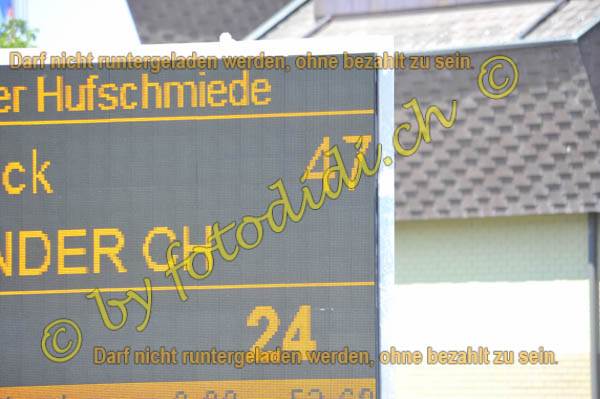 Darf nicht runtergeladen werden, ohne bezahlt zu sein.
er Hufschmiede
ck 47
NDER CH
© by fotodidi.ch ©
24
Darf nicht runtergeladen werden, ohne bezahlt zu sein.